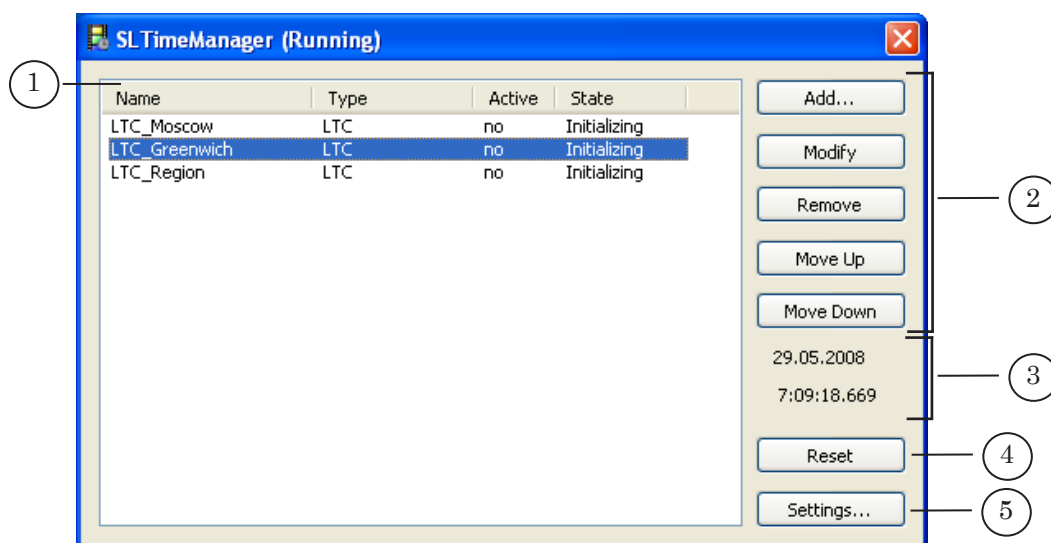 SLTimeManager (Running)
1
Name Type Active State
LTC_Moscow LTC no Initializing
LTC_Greenwich LTC no Initializing
LTC_Region LTC no Initializing
Add...
Modify
Remove
Move Up
Move Down
2
29.05.2008
7:09:18.669
3
Reset
4
Settings...
5